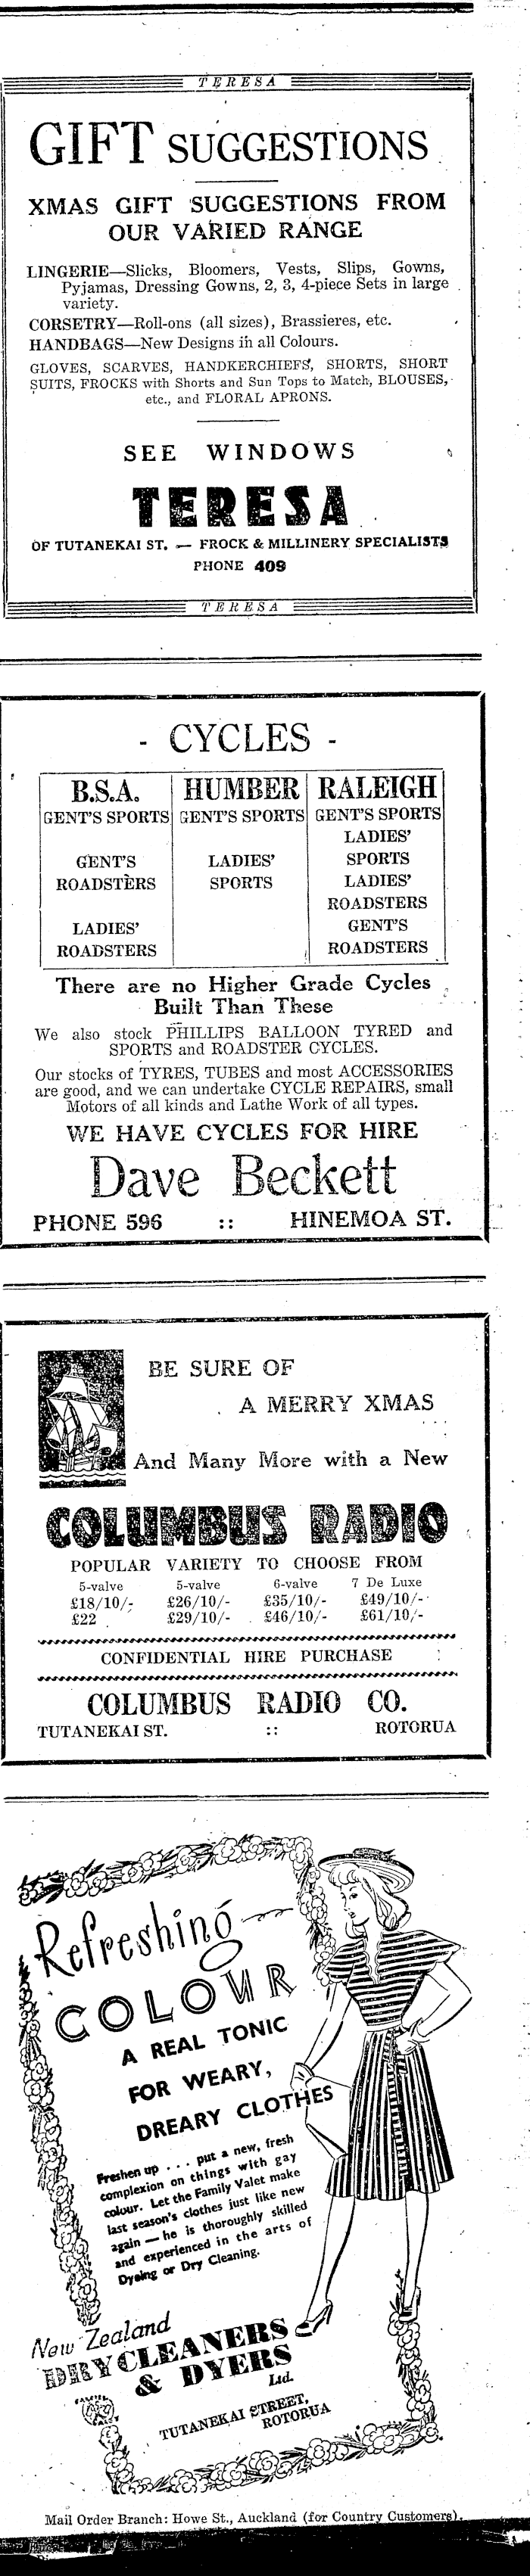 TERESA
GIFT SUGGESTIONS
XMAS GIFT SUGGESTIONS FROM
OUR VARIED RANGE
LINGERIE—Slicks, Bloomers, Vests, Slips, Gowns,
Pyjamas, Dressing Gowns, 2, 3, 4-piece Sets in large
variety.
CORSETRY—Roll-ons (all sizes), Brassieres, etc.
HANDBAGS—New Designs in all Colours.
GLOVES, SCARVES, HANDKERCHIEFS, SHORTS, SHORT
SUITS, FROCKS with Shorts and Sun Tops to Match, BLOUSES,
etc., and FLORAL APRONS.
SEE WINDOWS
TERESA
OF TUTANEKAI ST. — FROCK & MILLINERY SPECIALISTS
PHONE 409
TERESA
- CYCLES -
B.S.A.
GENT'S SPORTS
GENT'S
ROADSTERS
LADIES'
ROADSTERS
HUMBER
GENT'S SPORTS
LADIES'
SPORTS
RALEIGH
GENT'S SPORTS
LADIES'
SPORTS
LADIES'
ROADSTERS
GENT'S
ROADSTERS
There are no Higher Grade Cycles
Built Than These
We also stock PHILLIPS BALLOON TYRED and
SPORTS and ROADSTER CYCLES.
Our stocks of TYRES, TUBES and most ACCESSORIES
are good, and we can undertake CYCLE REPAIRS, small
Motors of all kinds and Lathe Work of all types.
WE HAVE CYCLES FOR HIRE
Dave Beckett
PHONE 596 :: HINEMOA ST.
BE SURE OF
A MERRY XMAS
And Many More with a New
COLUMBUS RADIO
POPULAR VARIETY TO CHOOSE FROM
5-valve 5-valve 6-valve 7 De Luxe
£18/10/- £26/10/- £35/10/- £49/10/-
£22 £29/10/- £46/10/- £61/10/-
CONFIDENTIAL HIRE PURCHASE
COLUMBUS RADIO CO.
TUTANEKAI ST. :: ROTORUA
Refreshing
COLOUR
A REAL TONIC
FOR WEARY,
DREARY CLOTHES
Freshen up . . . put a new, fresh
complexion on things with gay
colour. Let the Family Valet make
last season's clothes just like new
again — he is thoroughly skilled
and experienced in the arts of
Dyeing or Dry Cleaning.
New Zealand
DRY CLEANERS
& DYERS
Ltd.
TUTANEKAI STREET,
ROTORUA
Mail Order Branch: Howe St., Auckland (for Country Customers).